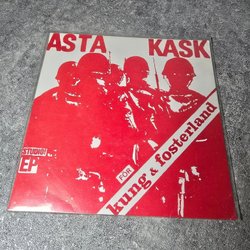 ASTA KASK
FÖR
kung & fosterland
STUDIO
EP